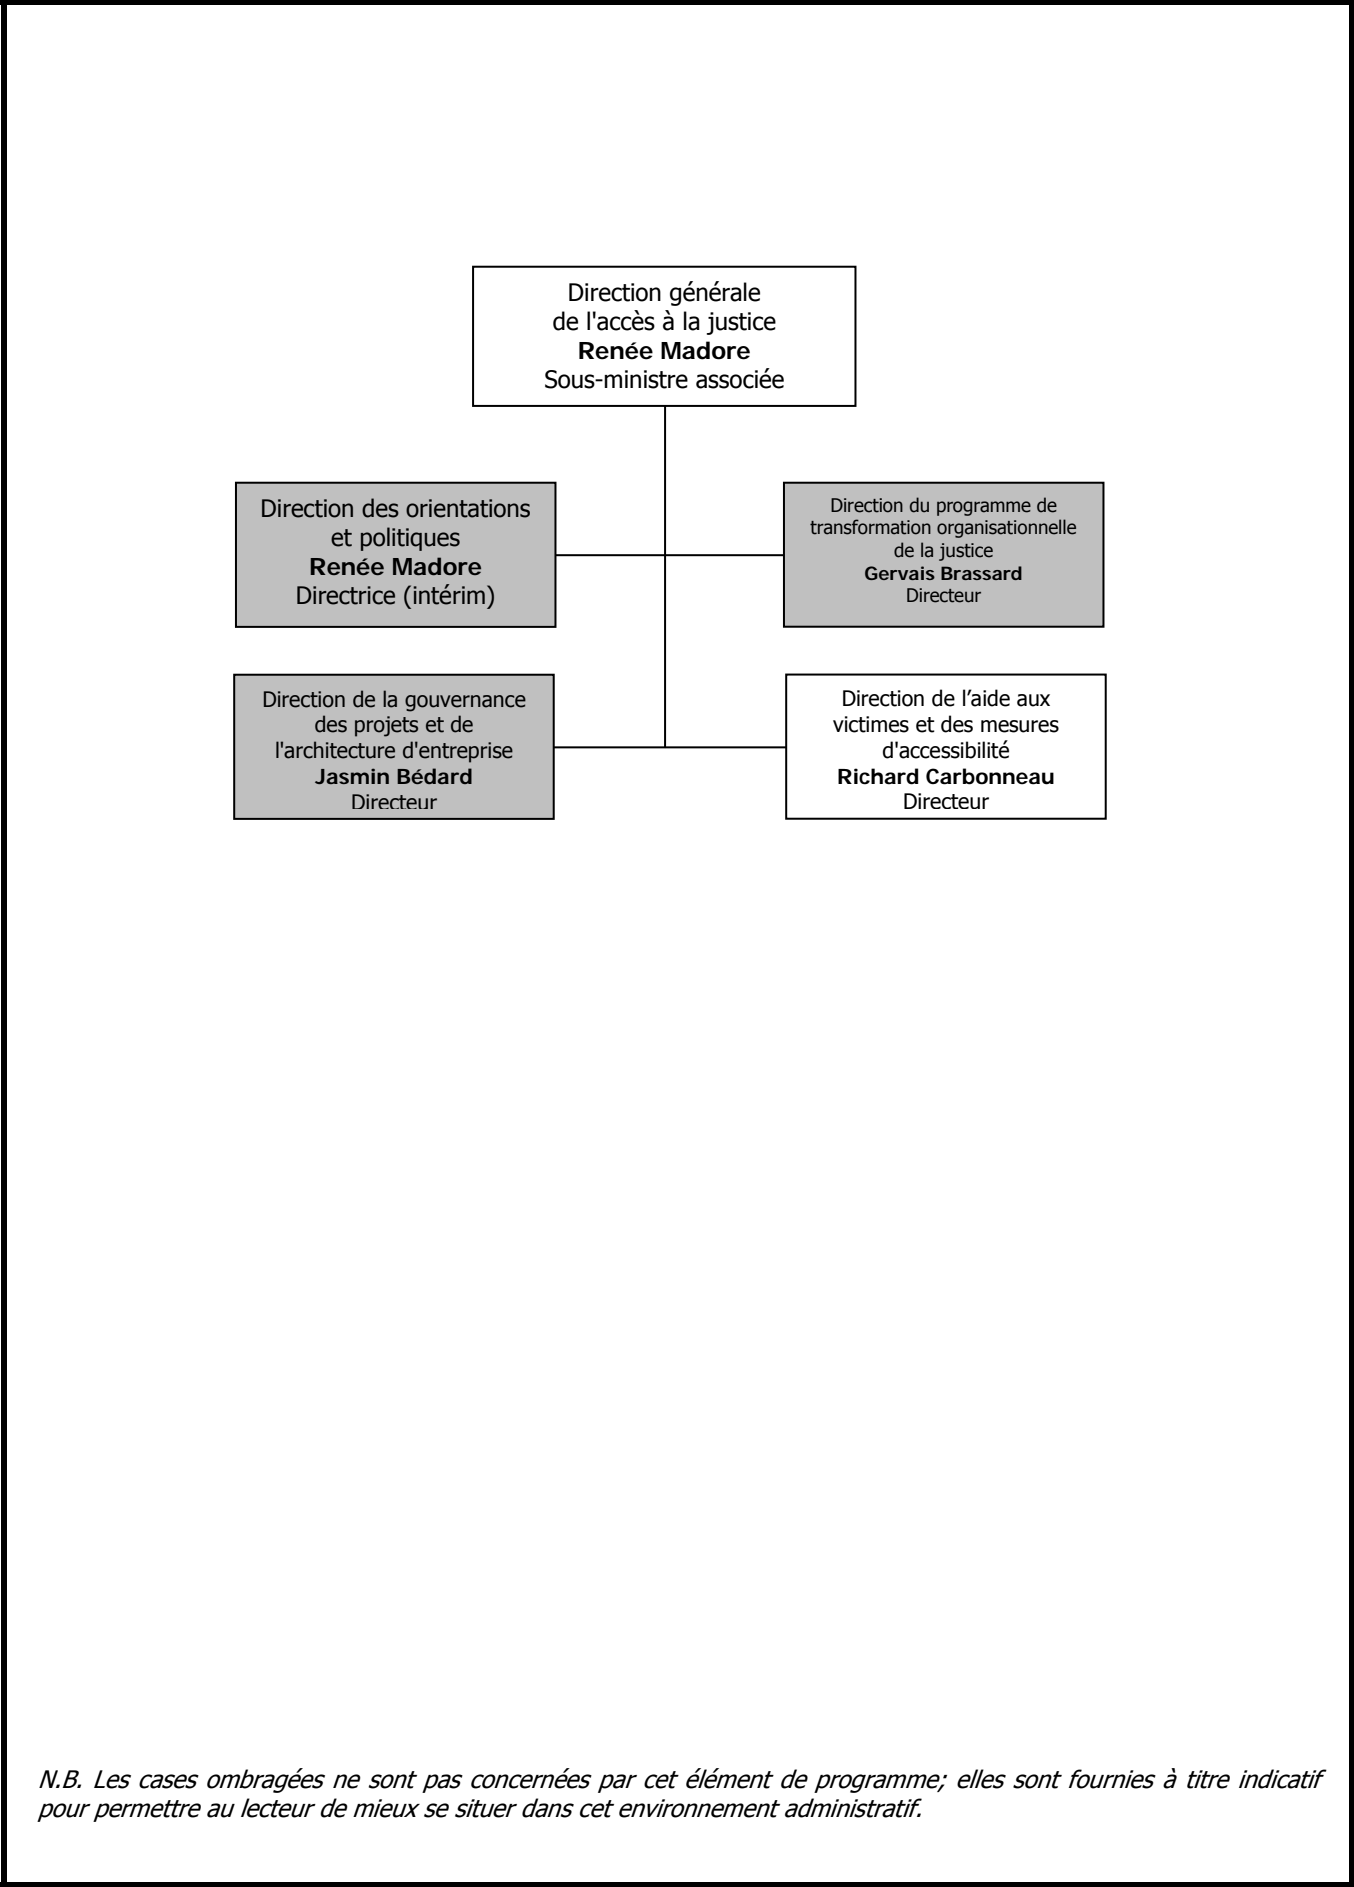 Direction générale
de l'accès à la justice
Renée Madore
Sous-ministre associée
Direction des orientations
et politiques
Renée Madore
Directrice (intérim)
Direction du programme de
transformation organisationnelle
de la justice
Gervais Brassard
Directeur
Direction de la gouvernance
des projets et de
l'architecture d'entreprise
Jasmin Bédard
Directeur
Direction de l’aide aux
victimes et des mesures
d'accessibilité
Richard Carbonneau
Directeur
N.B. Les cases ombragées ne sont pas concernées par cet élément de programme; elles sont fournies à titre indicatif
pour permettre au lecteur de mieux se situer dans cet environnement administratif.